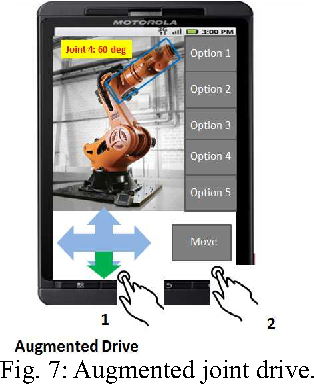 MOTOROLA
3:00 PM
Joint 4: 60 deg
Option 1
Option 2
Option 3
Option 4
Option 5
Move
1
2
Augmented Drive
Fig. 7: Augmented joint drive.